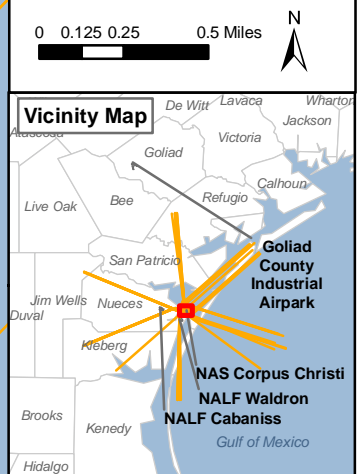 N
0 0.125 0.25 0.5 Miles
Vicinity Map
De Witt
Lavaca
Wharton
Jackson
Atascosa
Goliad
Victoria
Calhoun
Bee
Refugio
Live Oak
San Patricio
Goliad
County
Industrial
Airpark
Jim Wells
Nueces
Duval
Kleberg
NAS Corpus Christi
NALF Waldron
NALF Cabaniss
Brooks
Kenedy
Gulf of Mexico
Hidalgo